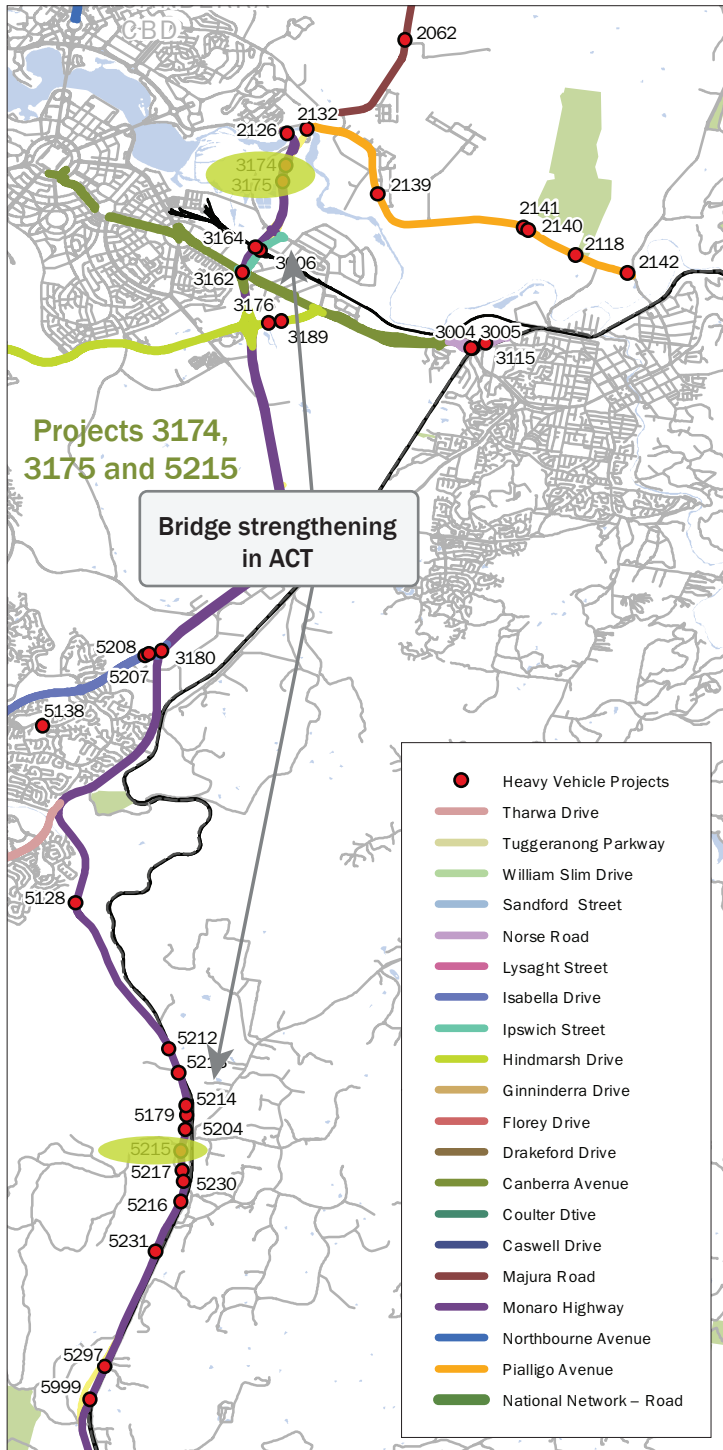 CBD
2062
2132
2126
3174
3175
2139
2141
2140
2118
2142
3164
3006
3162
3176
3189
3004 3005
3115
Projects 3174,
3175 and 5215
Bridge strengthening
in ACT
5208
3180
5207
5138
5128
5212
5214
5179
5204
5215
5217
5230
5216
5231
5297
5999
Heavy Vehicle Projects
Tharwa Drive
Tuggeranong Parkway
William Slim Drive
Sandford Street
Norse Road
Lysaght Street
Isabella Drive
Ipswich Street
Hindmarsh Drive
Ginninderra Drive
Florey Drive
Drakeford Drive
Canberra Avenue
Coulter Dtive
Caswell Drive
Majura Road
Monaro Highway
Northbourne Avenue
Pialligo Avenue
National Network – Road